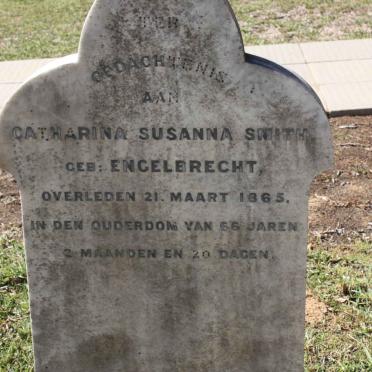 TER
GEDACHTENIS
AAN
CATHARINA SUSANNA SMITH
GEB: ENGELBRECHT,
OVERLEDEN 21. MAART 1865,
IN DEN OUDERDOM VAN 66 JAREN
2 MAANDEN EN 20 DAGEN.